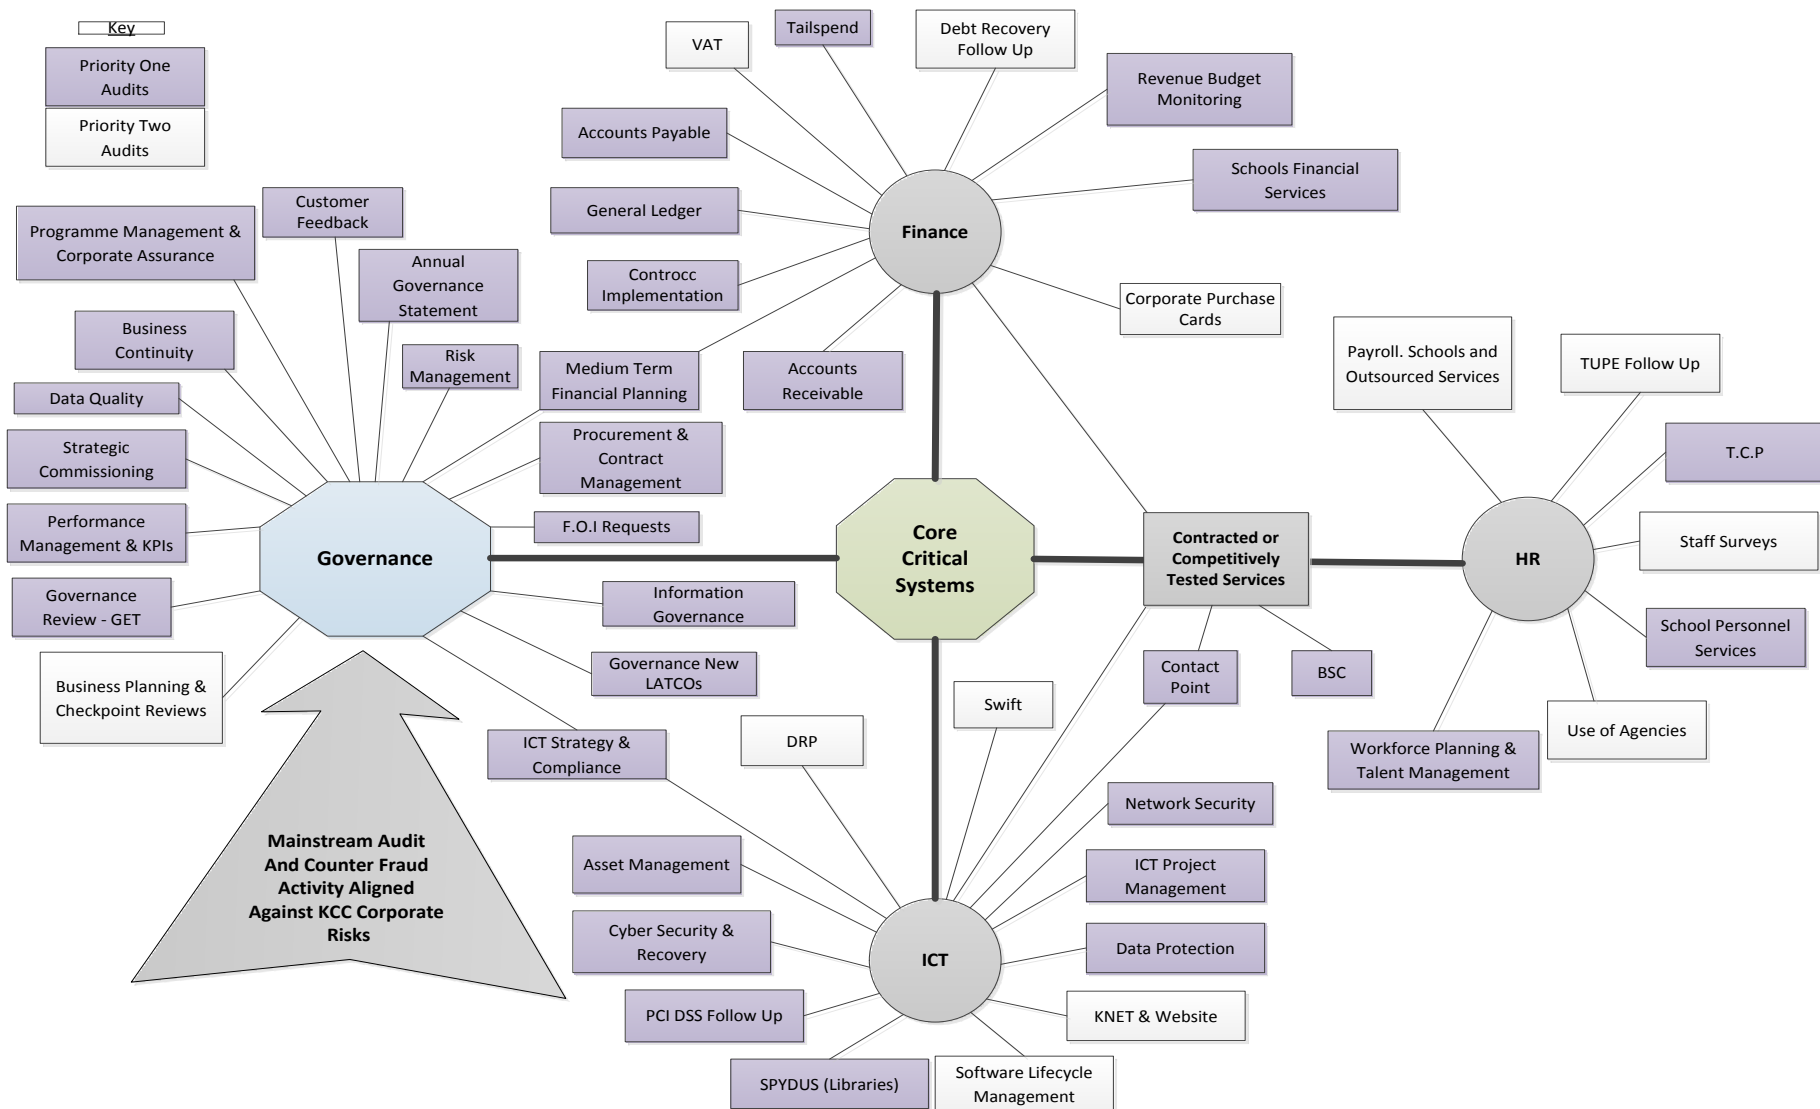 Key
Priority One
Audits
Priority Two
Audits
VAT
Tailspend
Debt Recovery
Follow Up
Revenue Budget
Monitoring
Accounts Payable
Schools Financial
Services
General Ledger
Finance
Controcc
Implementation
Corporate Purchase
Cards
Medium Term
Financial Planning
Accounts
Receivable
Customer
Feedback
Programme Management &
Corporate Assurance
Annual
Governance
Statement
Business
Continuity
Risk
Management
Data Quality
Strategic
Commissioning
Procurement &
Contract
Management
Performance
Management & KPIs
F.O.I Requests
Governance
Governance
Review - GET
Information
Governance
Business Planning &
Checkpoint Reviews
Governance New
LATCOs
Core
Critical
Systems
Contracted or
Competitively
Tested Services
Contact
Point
BSC
Payroll. Schools and
Outsourced Services
TUPE Follow Up
T.C.P
HR
Staff Surveys
School Personnel
Services
Use of Agencies
Workforce Planning &
Talent Management
Mainstream Audit
And Counter Fraud
Activity Aligned
Against KCC Corporate
Risks
ICT Strategy &
Compliance
DRP
Swift
Network Security
Asset Management
ICT Project
Management
Cyber Security &
Recovery
ICT
Data Protection
PCI DSS Follow Up
KNET & Website
SPYDUS (Libraries)
Software Lifecycle
Management